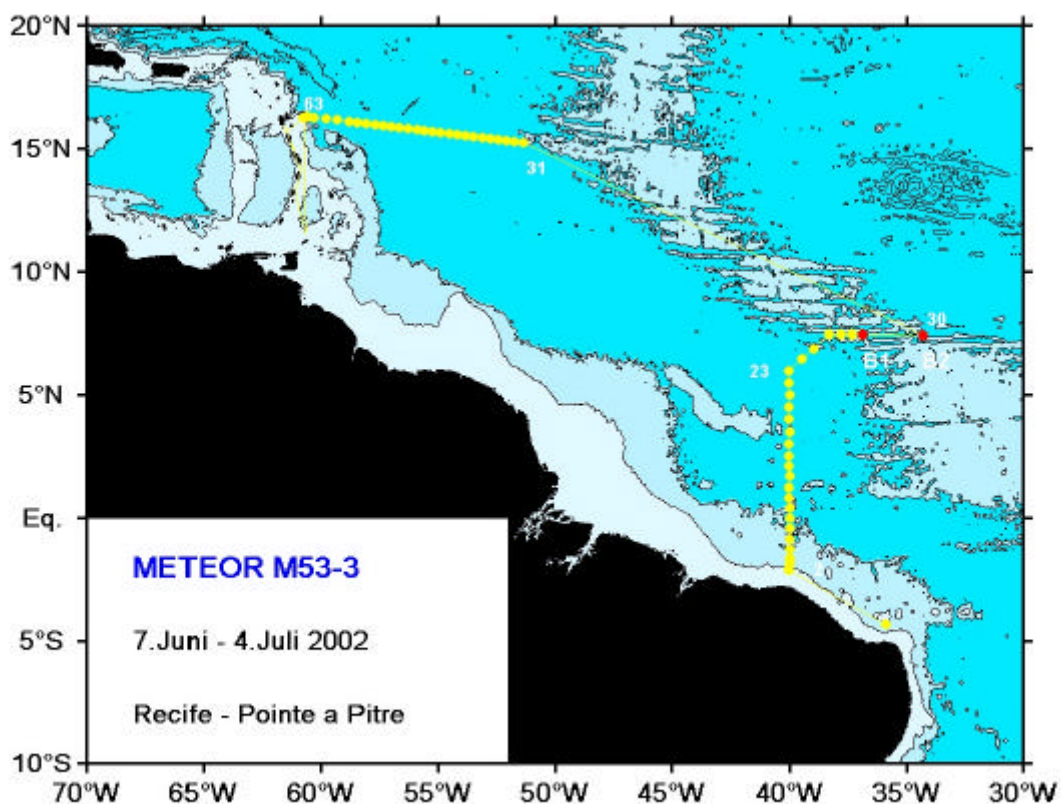 20°N
63
15°N
31
10°N
30
B1
B2
23
5°N
Eq.
METEOR M53-3
7.Juni - 4.Juli 2002
5°S
Recife - Pointe a Pitre
10°S
70°W
65°W
60°W
55°W
50°W
45°W
40°W
35°W
30°W